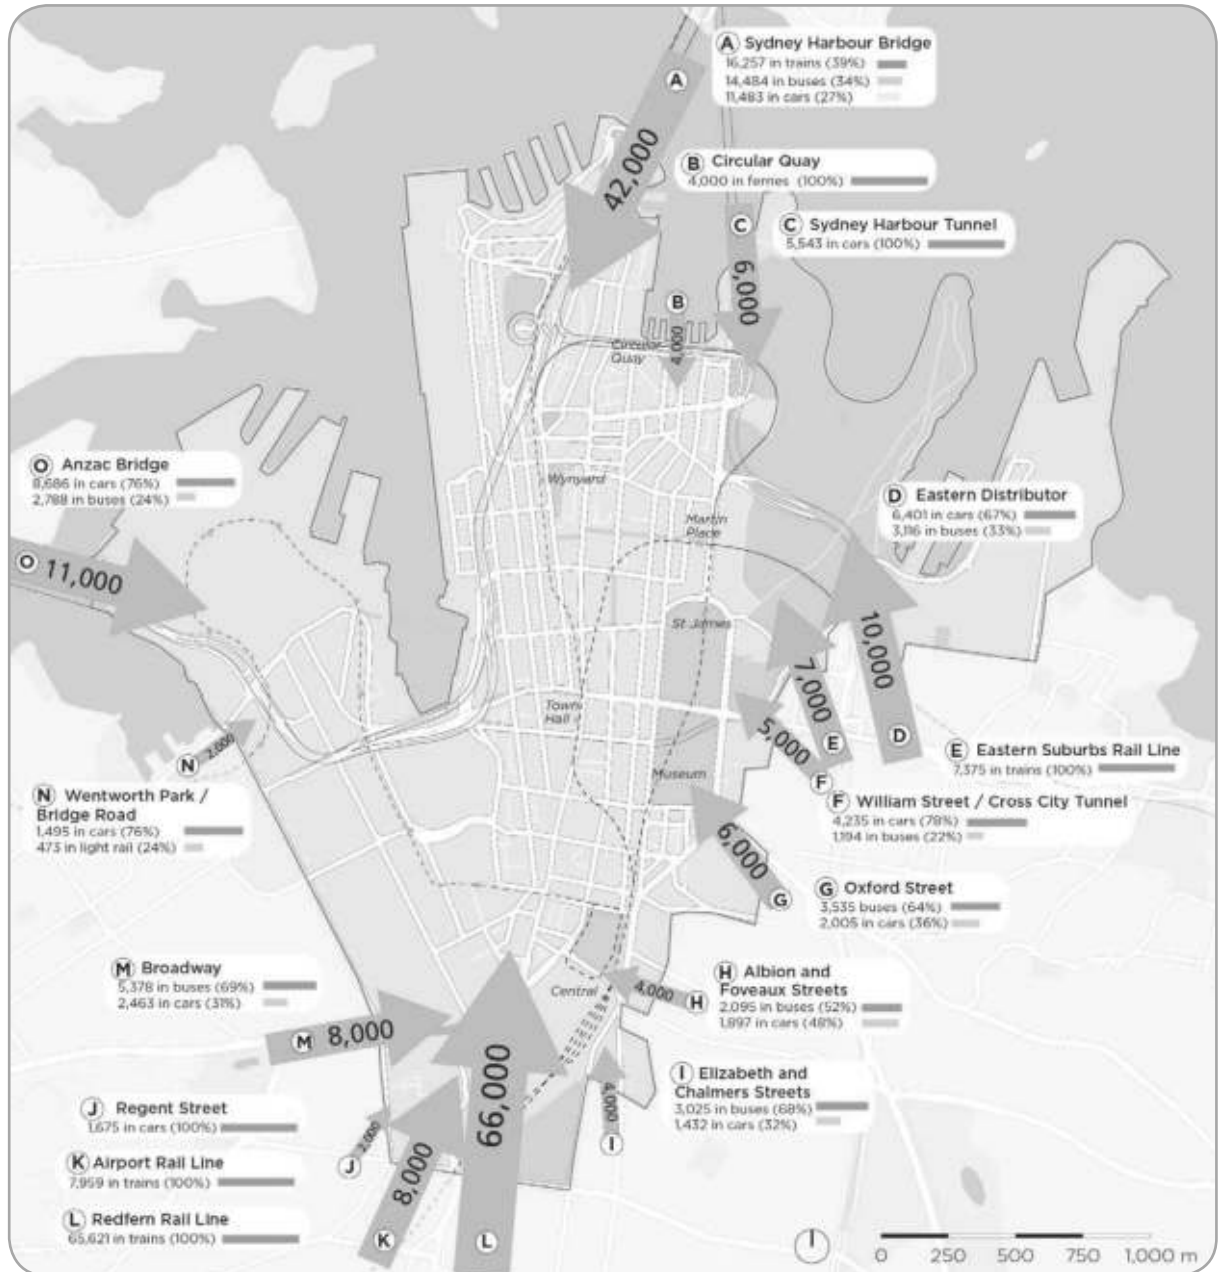 A Sydney Harbour Bridge
16,257 in trains (39%)
14,484 in buses (34%)
11,483 in cars (27%)
A
42,000
B Circular Quay
4,000 in ferries (100%)
C
C Sydney Harbour Tunnel
5,543 in cars (100%)
6,000
B
4,000
Circular
Quay
O Anzac Bridge
8,686 in cars (76%)
2,788 in buses (24%)
Wynyard
D Eastern Distributor
6,401 in cars (67%)
3,116 in buses (33%)
Martin
Place
O 11,000
St James
10,000
7,000
Town
Hall
5,000
D
E
F
N
2,000
E Eastern Suburbs Rail Line
7,375 in trains (100%)
Museum
N Wentworth Park /
Bridge Road
1,495 in cars (76%)
473 in light rail (24%)
F William Street / Cross City Tunnel
4,235 in cars (78%)
1,194 in buses (22%)
6,000
G
G Oxford Street
3,535 buses (64%)
2,005 in cars (36%)
M Broadway
5,378 in buses (69%)
2,463 in cars (31%)
Central
4,000
H
H Albion and
Foveaux Streets
2,095 in buses (52%)
1,897 in cars (48%)
M 8,000
66,000
I Elizabeth and
Chalmers Streets
3,025 in buses (68%)
1,432 in cars (32%)
4,000
I
J Regent Street
1,675 in cars (100%)
2,000
J
K Airport Rail Line
7,959 in trains (100%)
8,000
L Redfern Rail Line
65,621 in trains (100%)
K
L
0 250 500 750 1,000 m